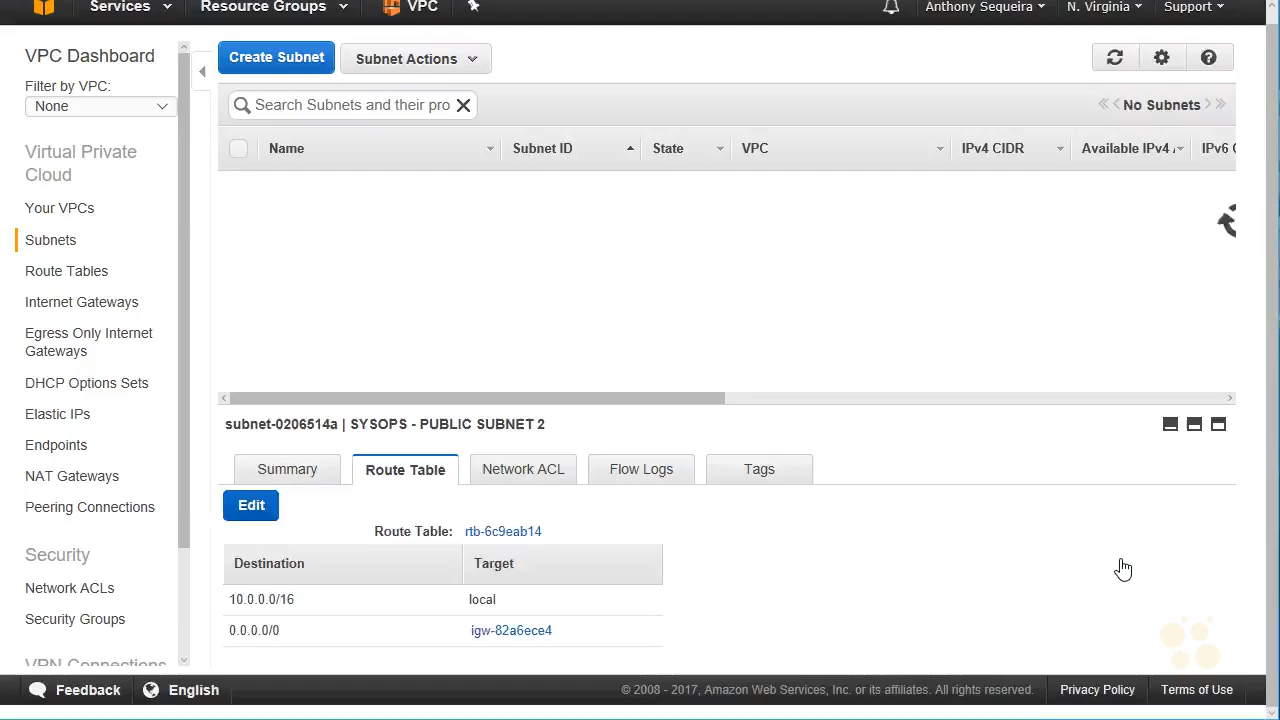 Services Resource Groups VPC Anthony Sequeira N. Virginia Support
VPC Dashboard
Filter by VPC:
None
Virtual Private
Cloud
Your VPCs
Subnets
Route Tables
Internet Gateways
Egress Only Internet
Gateways
DHCP Options Sets
Elastic IPs
Endpoints
NAT Gateways
Peering Connections
Security
Network ACLs
Security Groups
VPN Connections
Create Subnet Subnet Actions
Search Subnets and their pro No Subnets
Name Subnet ID State VPC IPv4 CIDR Available IPv4 IPv6
subnet-0206514a | SYSOPS - PUBLIC SUBNET 2
Summary Route Table Network ACL Flow Logs Tags
Edit
Route Table: rtb-6c9eab14
Destination Target
10.0.0.0/16 local
0.0.0.0/0 igw-82a6ece4
Feedback English © 2008 - 2017, Amazon Web Services, Inc. or its affiliates. All rights reserved. Privacy Policy Terms of Use